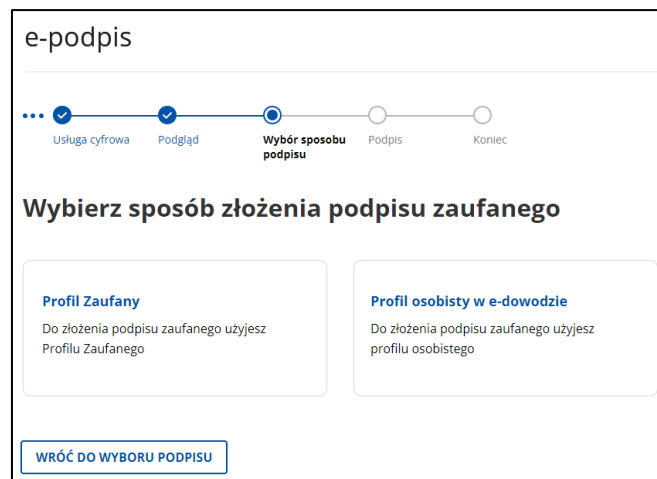 e-podpis
Usługa cyfrowa
Podgląd
Wybór sposobu
podpisu
Podpis
Koniec
Wybierz sposób złożenia podpisu zaufanego
Profil Zaufany
Do złożenia podpisu zaufanego użyjesz
Profilu Zaufanego
Profil osobisty w e-dowodzie
Do złożenia podpisu zaufanego użyjesz
profilu osobistego
WRÓĆ DO WYBORU PODPISU